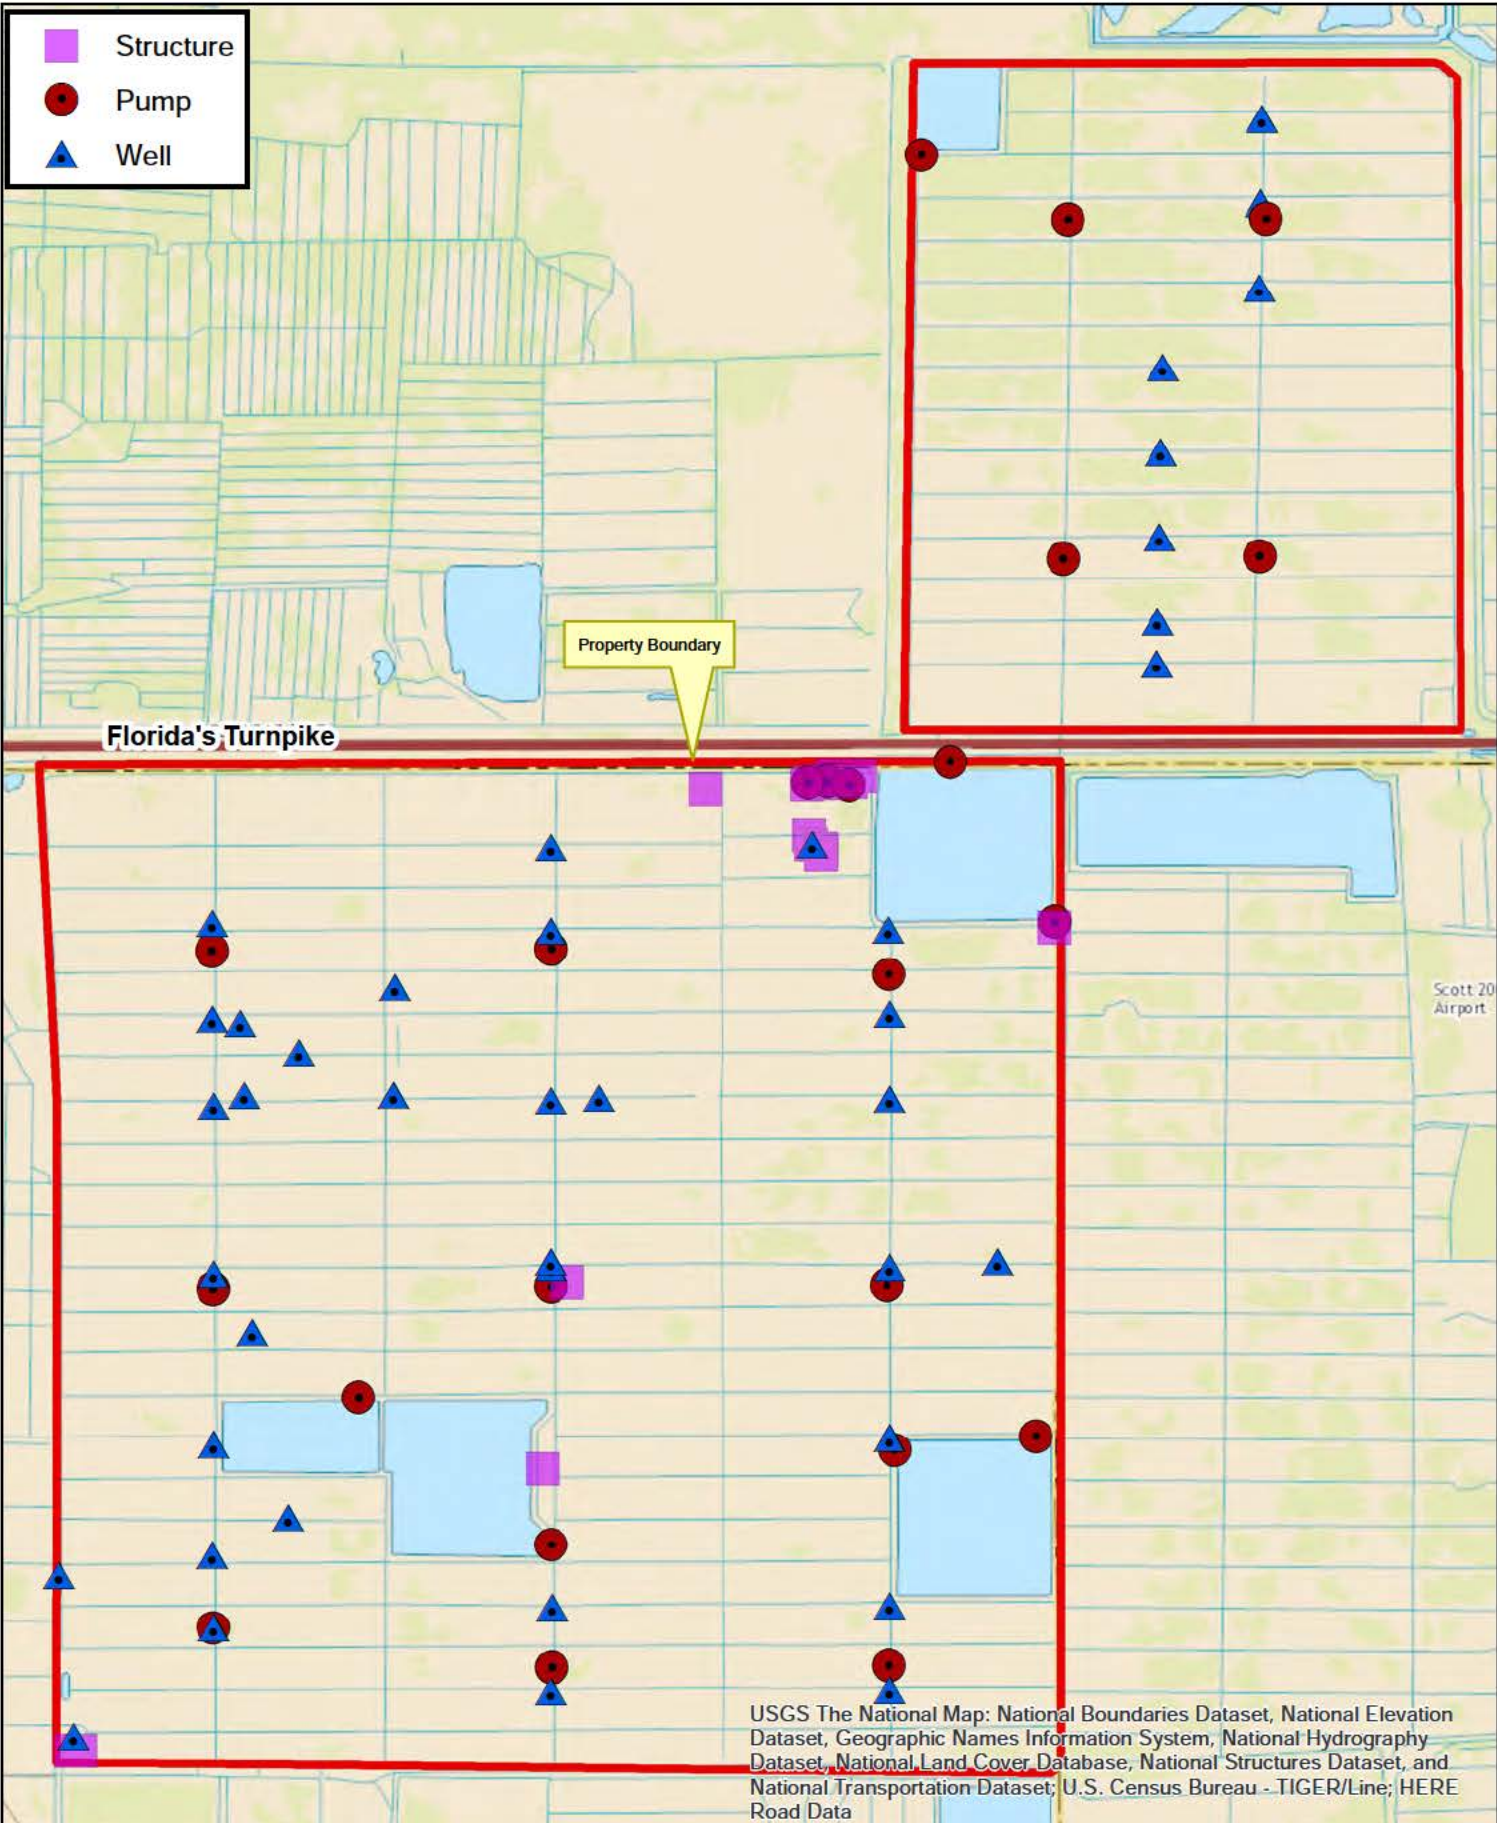 Structure
Pump
Well
Property Boundary
Florida's Turnpike
Scott 20
Airport
USGS The National Map: National Boundaries Dataset, National Elevation
Dataset, Geographic Names Information System, National Hydrography
Dataset, National Land Cover Database, National Structures Dataset, and
National Transportation Dataset; U.S. Census Bureau - TIGER/Line; HERE
Road Data